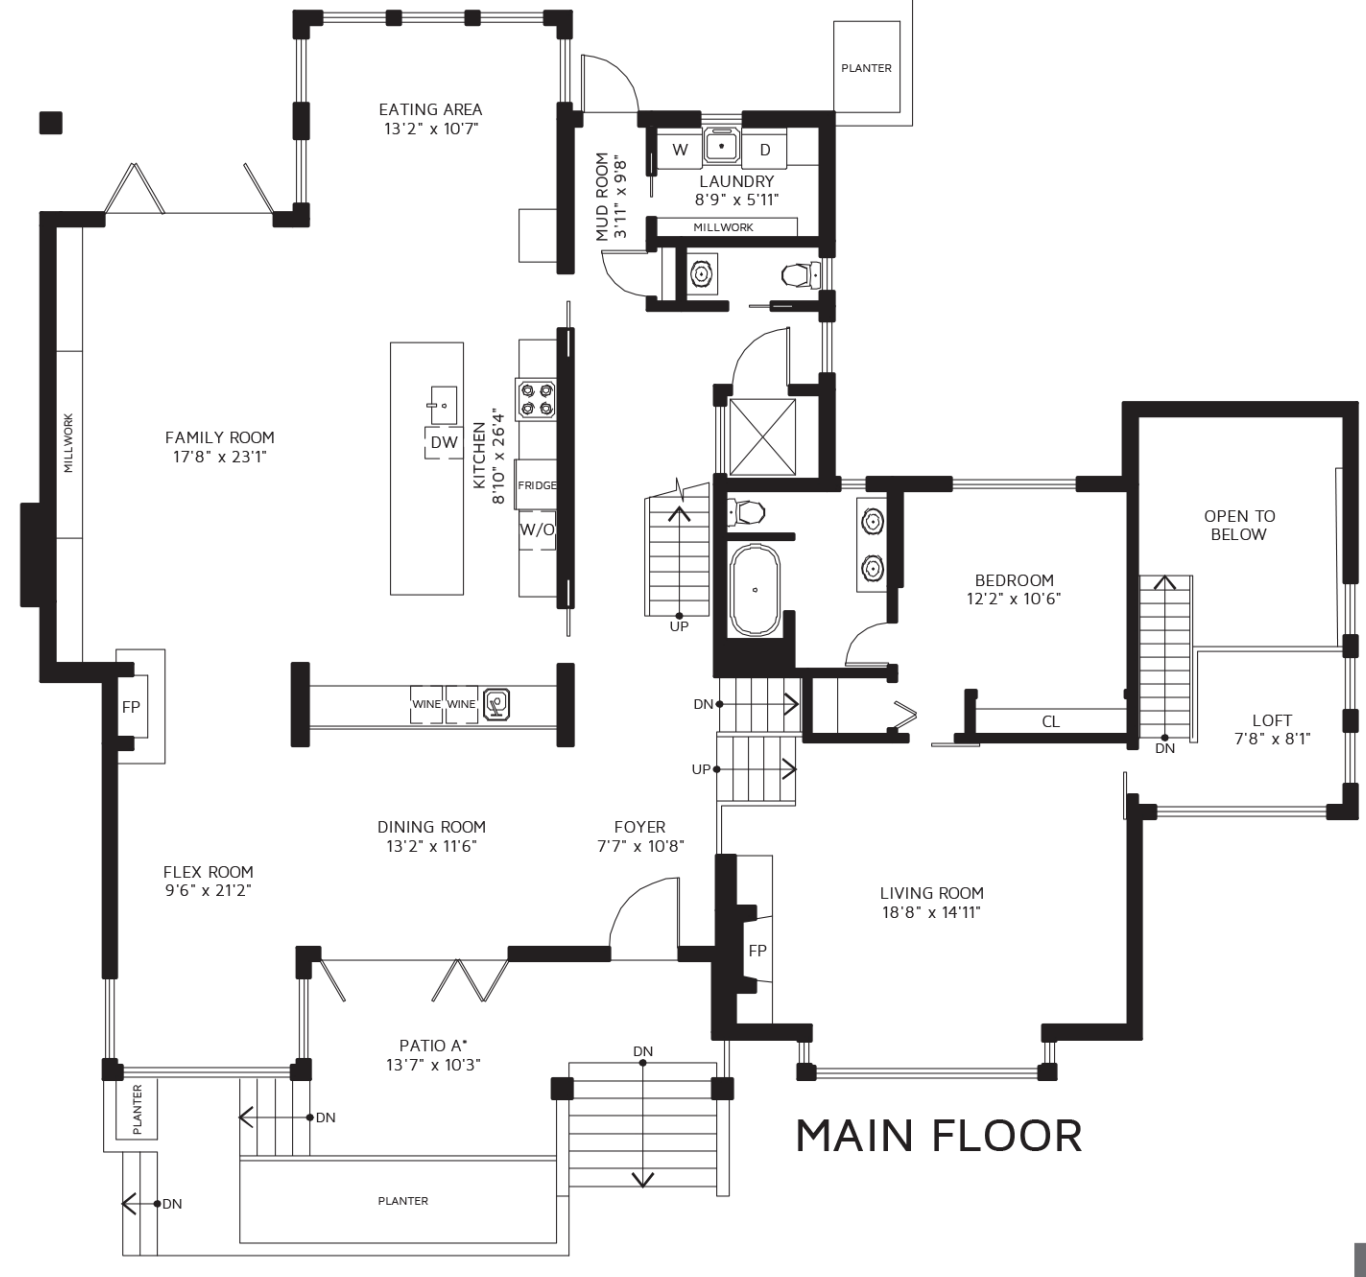 PLANTER
EATING AREA
13'2" x 10'7"
MUD ROOM
3'11" x 9'8"
W
D
LAUNDRY
8'9" x 5'11"
MILLWORK
FAMILY ROOM
17'8" x 23'1"
MILLWORK
DW
KITCHEN
8'10" x 26'4"
FRIDGE
W/O
UP
OPEN TO
BELOW
BEDROOM
12'2" x 10'6"
FP
WINE
WINE
DN
CL
LOFT
7'8" x 8'1"
DN
UP
DINING ROOM
13'2" x 11'6"
FOYER
7'7" x 10'8"
FLEX ROOM
9'6" x 21'2"
LIVING ROOM
18'8" x 14'11"
FP
PATIO A*
13'7" x 10'3"
DN
PLANTER
DN
MAIN FLOOR
DN
PLANTER